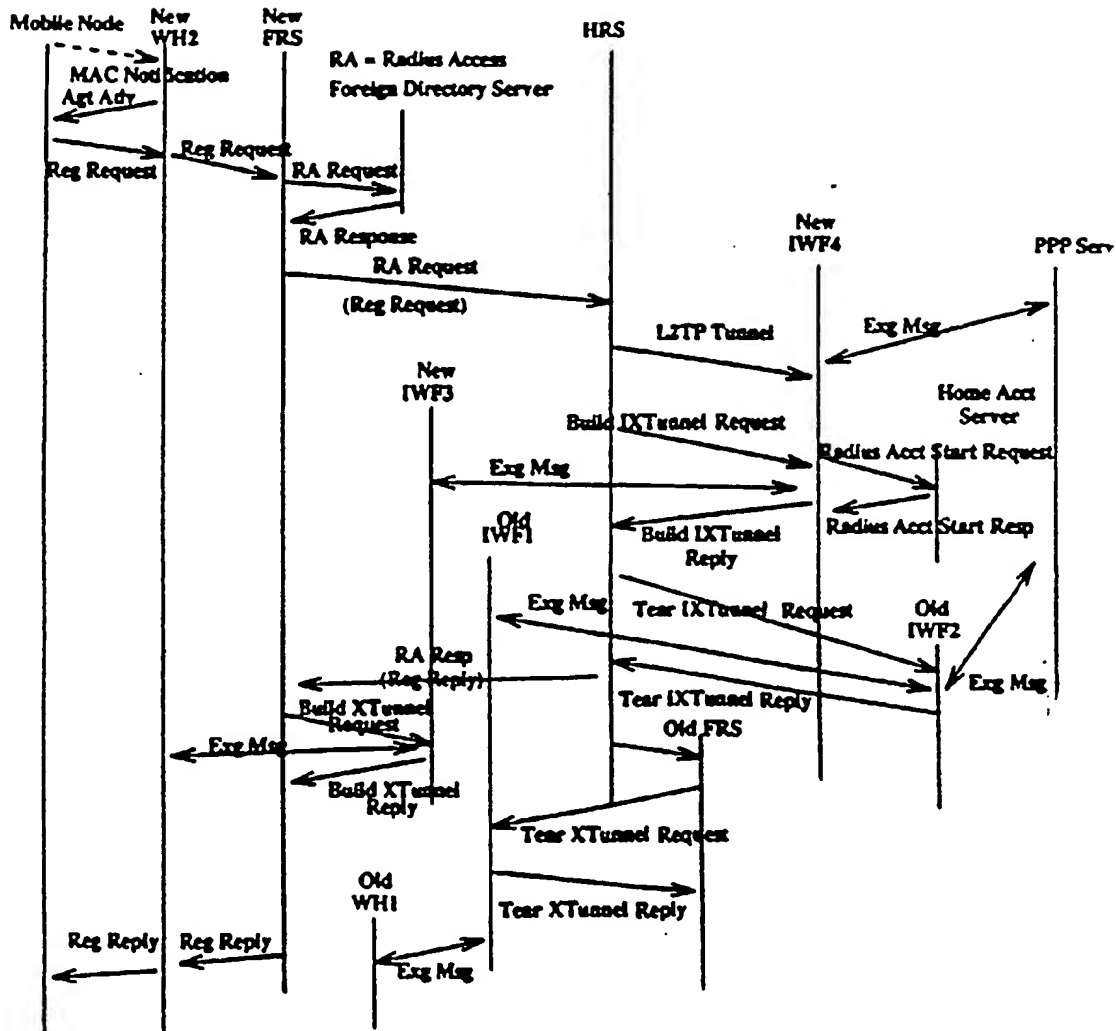 Mobile Node
New
WH2
New
FRS
HRS
RA = Radius Access
Foreign Directory Server
MAC Notification
Agt Adv
Reg Request
Reg Request
RA Request
RA Response
RA Request
(Reg Request)
New
IWF4
PPP Serv
L2TP Tunnel
Exg Msg
New
IWF3
Home Acct
Server
Build IXTunnel Request
Radius Acct Start Request
Exg Msg
Build IXTunnel
Reply
Radius Acct Start Resp
Old
IWF1
Exg Msg
Tear IXTunnel Request
Old
IWF2
RA Resp
(Reg Reply)
Tear IXTunnel Reply
Exg Msg
Build XTunnel
Request
Exg Msg
Old FRS
Build XTunnel
Reply
Tear XTunnel Request
Old
WH1
Tear XTunnel Reply
Reg Reply
Reg Reply
Exg Msg